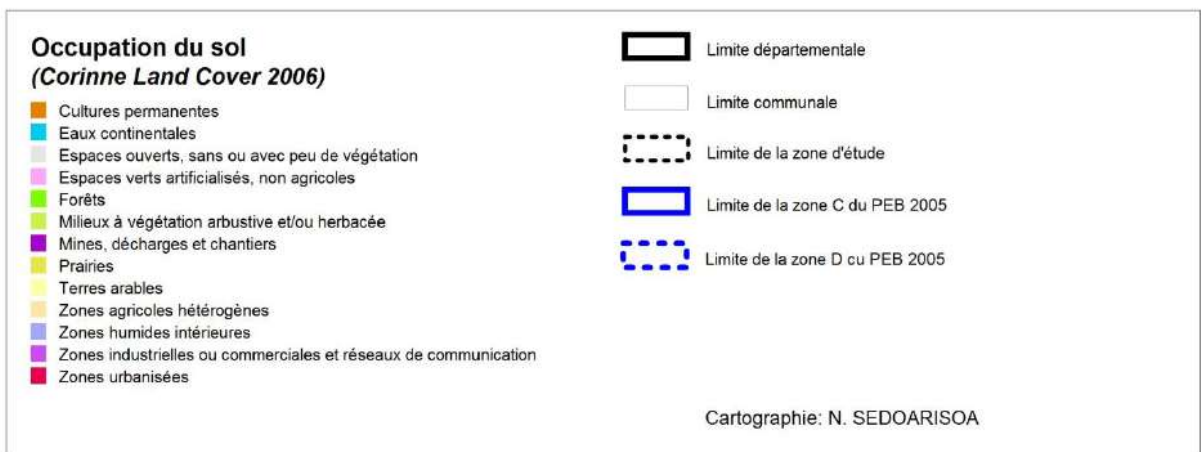 Occupation du sol
(Corinne Land Cover 2006)
Cultures permanentes
Eaux continentales
Espaces ouverts, sans ou avec peu de végétation
Espaces verts artificialisés, non agricoles
Forêts
Milieux à végétation arbustive et/ou herbacée
Mines, décharges et chantiers
Prairies
Terres arables
Zones agricoles hétérogènes
Zones humides intérieures
Zones industrielles ou commerciales et réseaux de communication
Zones urbanisées
Limite départementale
Limite communale
Limite de la zone d'étude
Limite de la zone C du PEB 2005
Limite de la zone D cu PEB 2005
Cartographie: N. SEDOARISOA